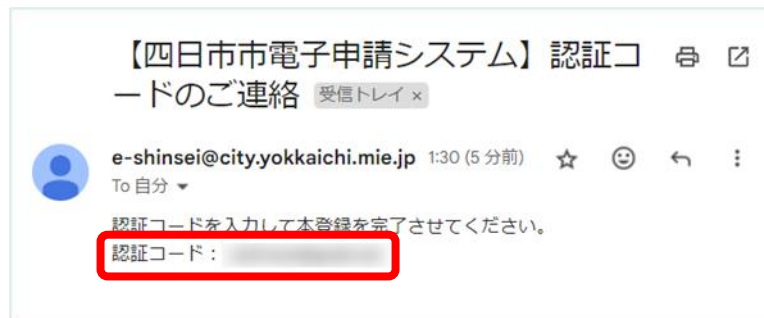 【四日市市電子申請システム】認証コ
ードのご連絡 受信トレイ ×
e-shinsei@city.yokkaichi.mie.jp 1:30 (5 分前)
To 自分
認証コードを入力して本登録を完了させてください。
認証コード：